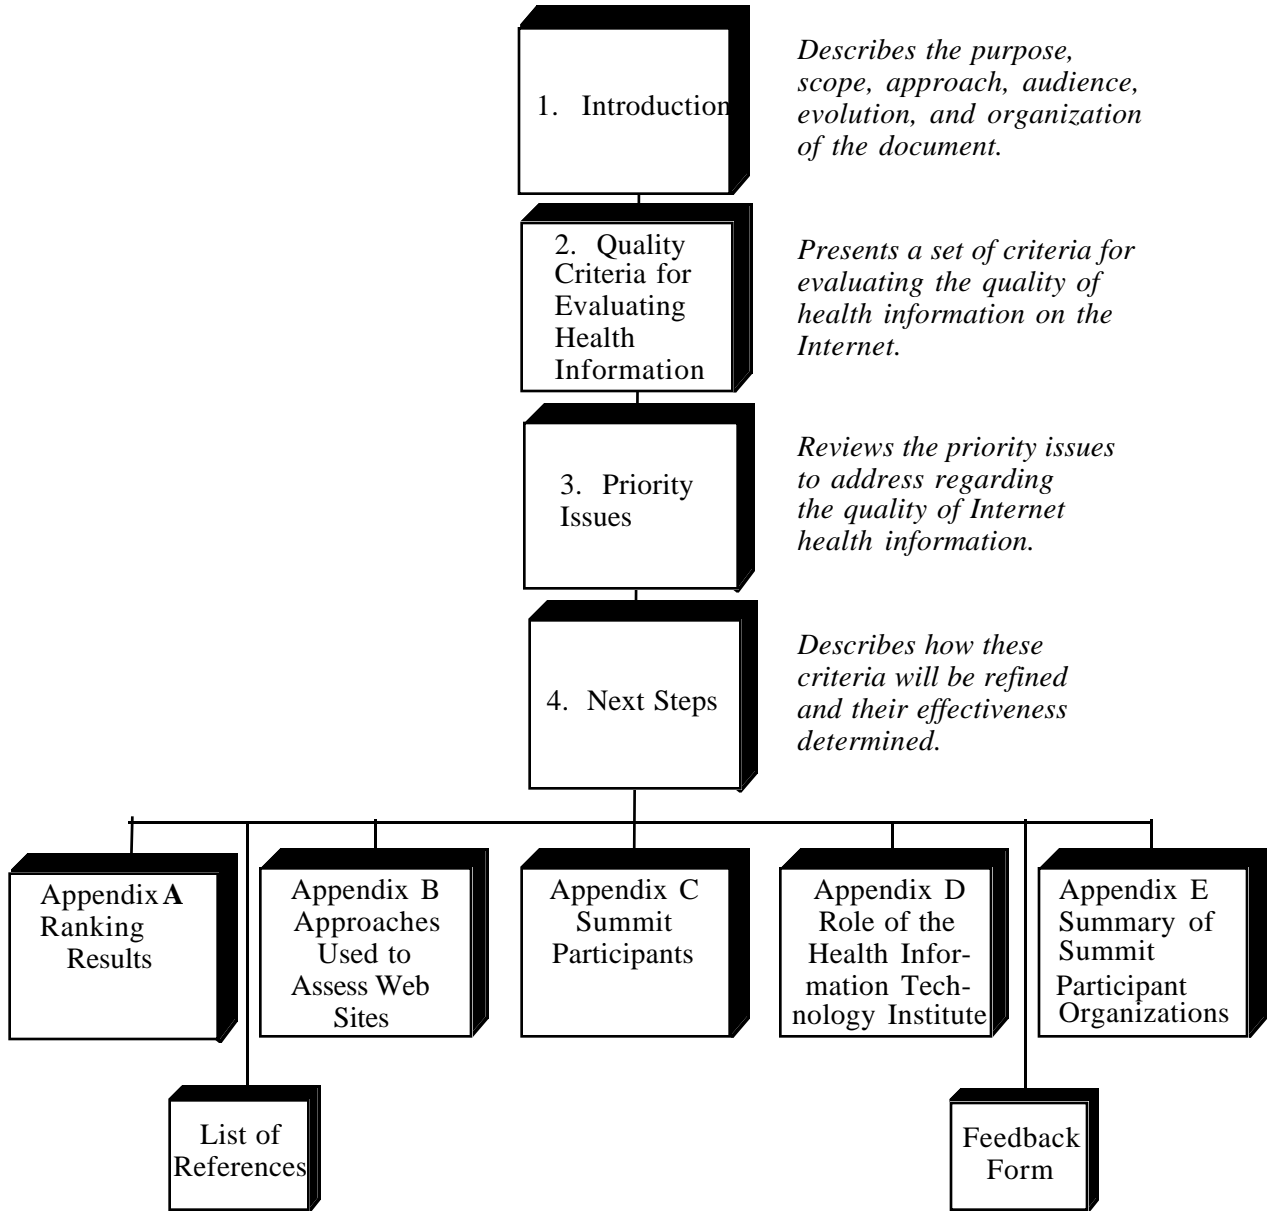 1. Introduction
Describes the purpose,
scope, approach, audience,
evolution, and organization
of the document.
2. Quality
Criteria for
Evaluating
Health
Information
Presents a set of criteria for
evaluating the quality of
health information on the
Internet.
3. Priority
Issues
Reviews the priority issues
to address regarding
the quality of Internet
health information.
4. Next Steps
Describes how these
criteria will be refined
and their effectiveness
determined.
Appendix A
Ranking
Results
Appendix B
Approaches
Used to
Assess Web
Sites
Appendix C
Summit
Participants
Appendix D
Role of the
Health Infor-
mation Tech-
nology Institute
Appendix E
Summary of
Summit
Participant
Organizations
List of
References
Feedback
Form